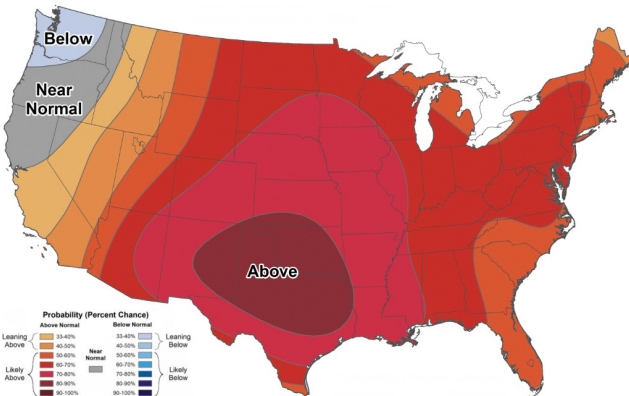 Below
Near
Normal
Above
Probability (Percent Chance)
Above Normal
Below Normal
Leaning
Above
33-40%
40-50%
Near
Normal
33-40%
40-50%
Leaning
Below
Likely
Above
50-60%
60-70%
70-80%
80-90%
90-100%
50-60%
60-70%
70-80%
80-90%
90-100%
Likely
Below